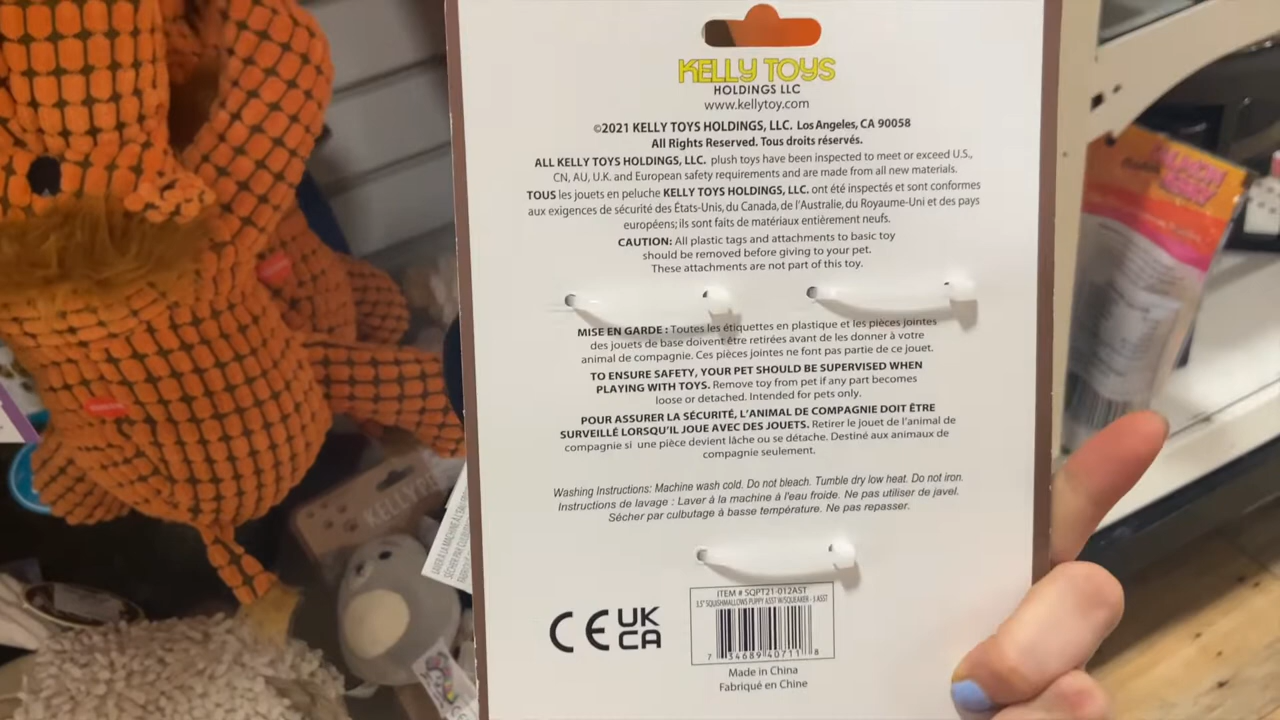 KELLY TOYS
HOLDINGS LLC
www.kellytoy.com
©2021 KELLY TOYS HOLDINGS, LLC. Los Angeles, CA 90058
All Rights Reserved. Tous droits réservés.
ALL KELLY TOYS HOLDINGS, LLC. plush toys have been inspected to meet or exceed U.S.,
CN, AU, U.K. and European safety requirements and are made from all new materials.
TOUS les jouets en peluche KELLY TOYS HOLDINGS, LLC. ont été inspectés et sont conformes
aux exigences de sécurité des États-Unis, du Canada, de l'Australie, du Royaume-Uni et des pays
européens; ils sont faits de matériaux entièrement neufs.
CAUTION: All plastic tags and attachments to basic toy
should be removed before giving to your pet.
These attachments are not part of this toy.
MISE EN GARDE : Toutes les étiquettes en plastique et les pièces jointes
des jouets de base doivent être retirées avant de les donner à votre
animal de compagnie. Ces pièces jointes ne font pas partie de ce jouet.
TO ENSURE SAFETY, YOUR PET SHOULD BE SUPERVISED WHEN
PLAYING WITH TOYS. Remove toy from pet if any part becomes
loose or detached. Intended for pets only.
POUR ASSURER LA SÉCURITÉ, L'ANIMAL DE COMPAGNIE DOIT ÊTRE
SURVEILLÉ LORSQU'IL JOUE AVEC DES JOUETS. Retirer le jouet de l'animal de
compagnie si une pièce devient lâche ou se détache. Destiné aux animaux de
compagnie seulement.
Washing Instructions: Machine wash cold. Do not bleach. Tumble dry low heat. Do not iron.
Instructions de lavage : Laver à la machine à l'eau froide. Ne pas utiliser de javel.
Sécher par culbutage à basse température. Ne pas repasser.
CE UK
CA
ITEM # SQPT21-012AST
3.5" SQUISHMALLOWS PUPPY ASST W/SQUEAKER - 3 ASST
7 34689 40711 8
Made in China
Fabriqué en Chine